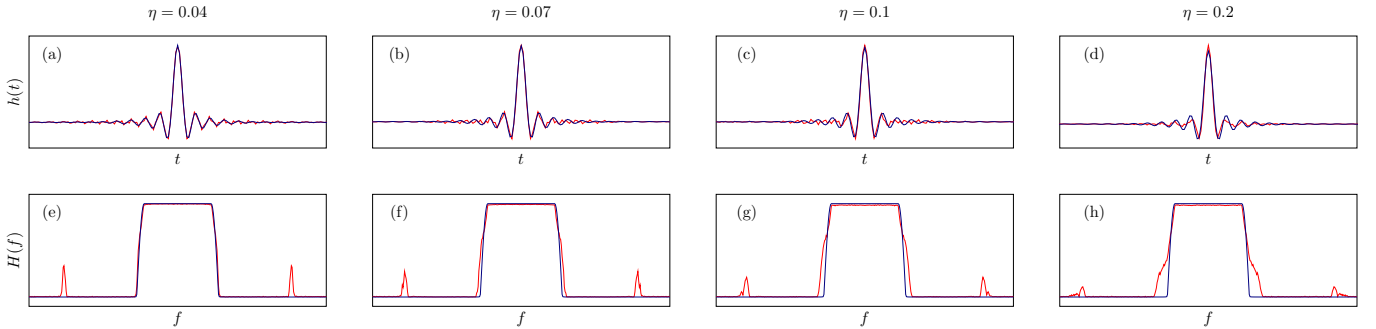 η = 0.04 η = 0.07 η = 0.1 η = 0.2
(a) (b) (c) (d)
h(t)
t t t t
(e) (f) (g) (h)
H(f)
f f f f